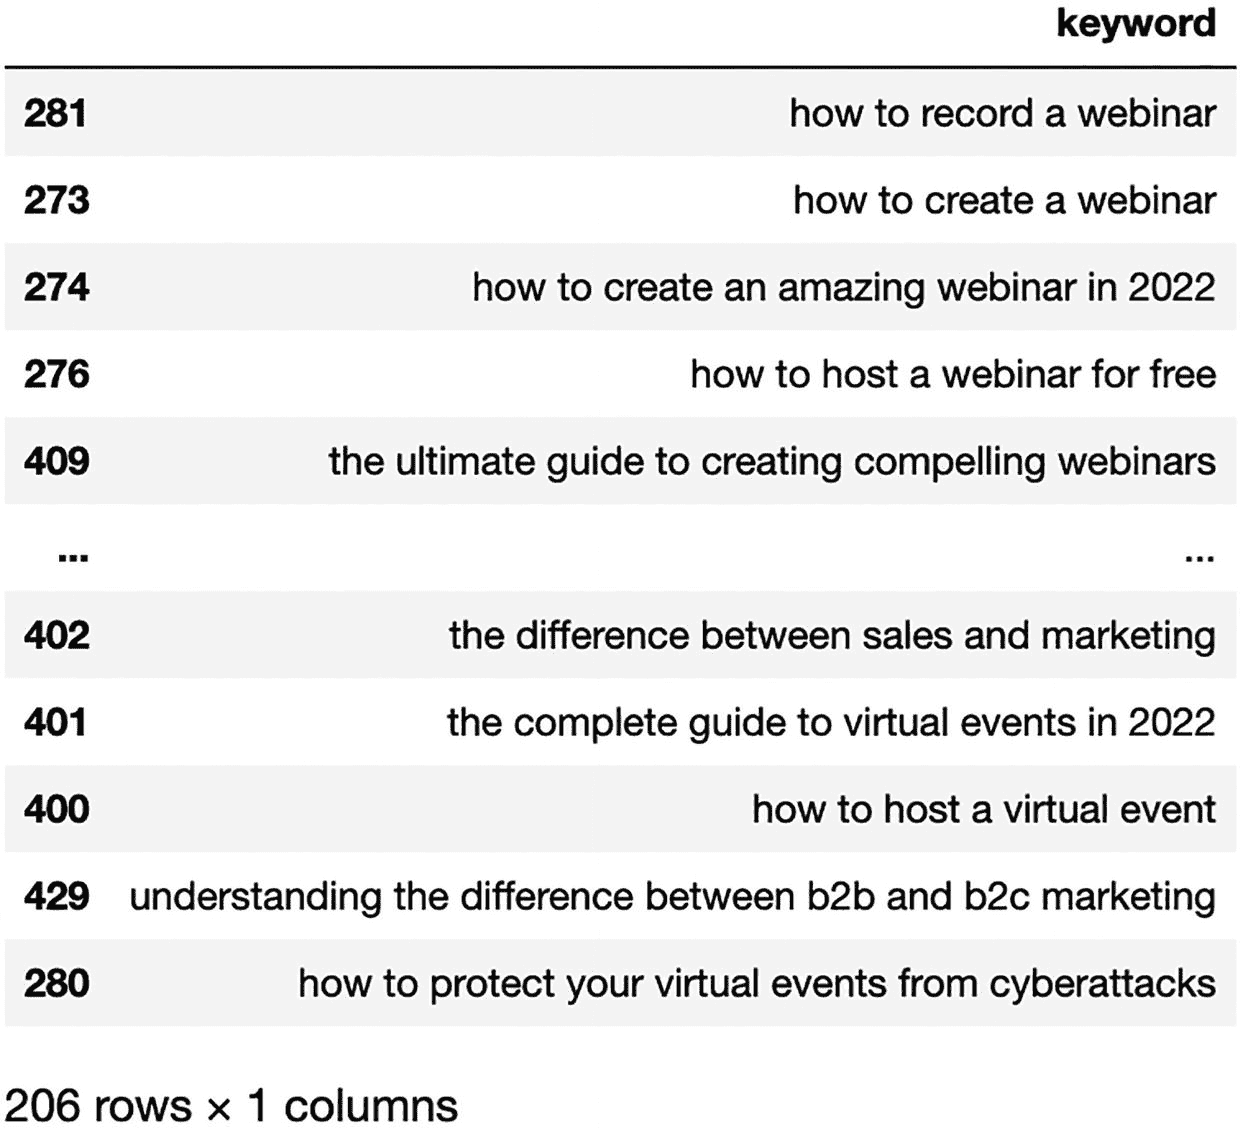 keyword
281 how to record a webinar
273 how to create a webinar
274 how to create an amazing webinar in 2022
276 how to host a webinar for free
409 the ultimate guide to creating compelling webinars
... ...
402 the difference between sales and marketing
401 the complete guide to virtual events in 2022
400 how to host a virtual event
429 understanding the difference between b2b and b2c marketing
280 how to protect your virtual events from cyberattacks
206 rows × 1 columns